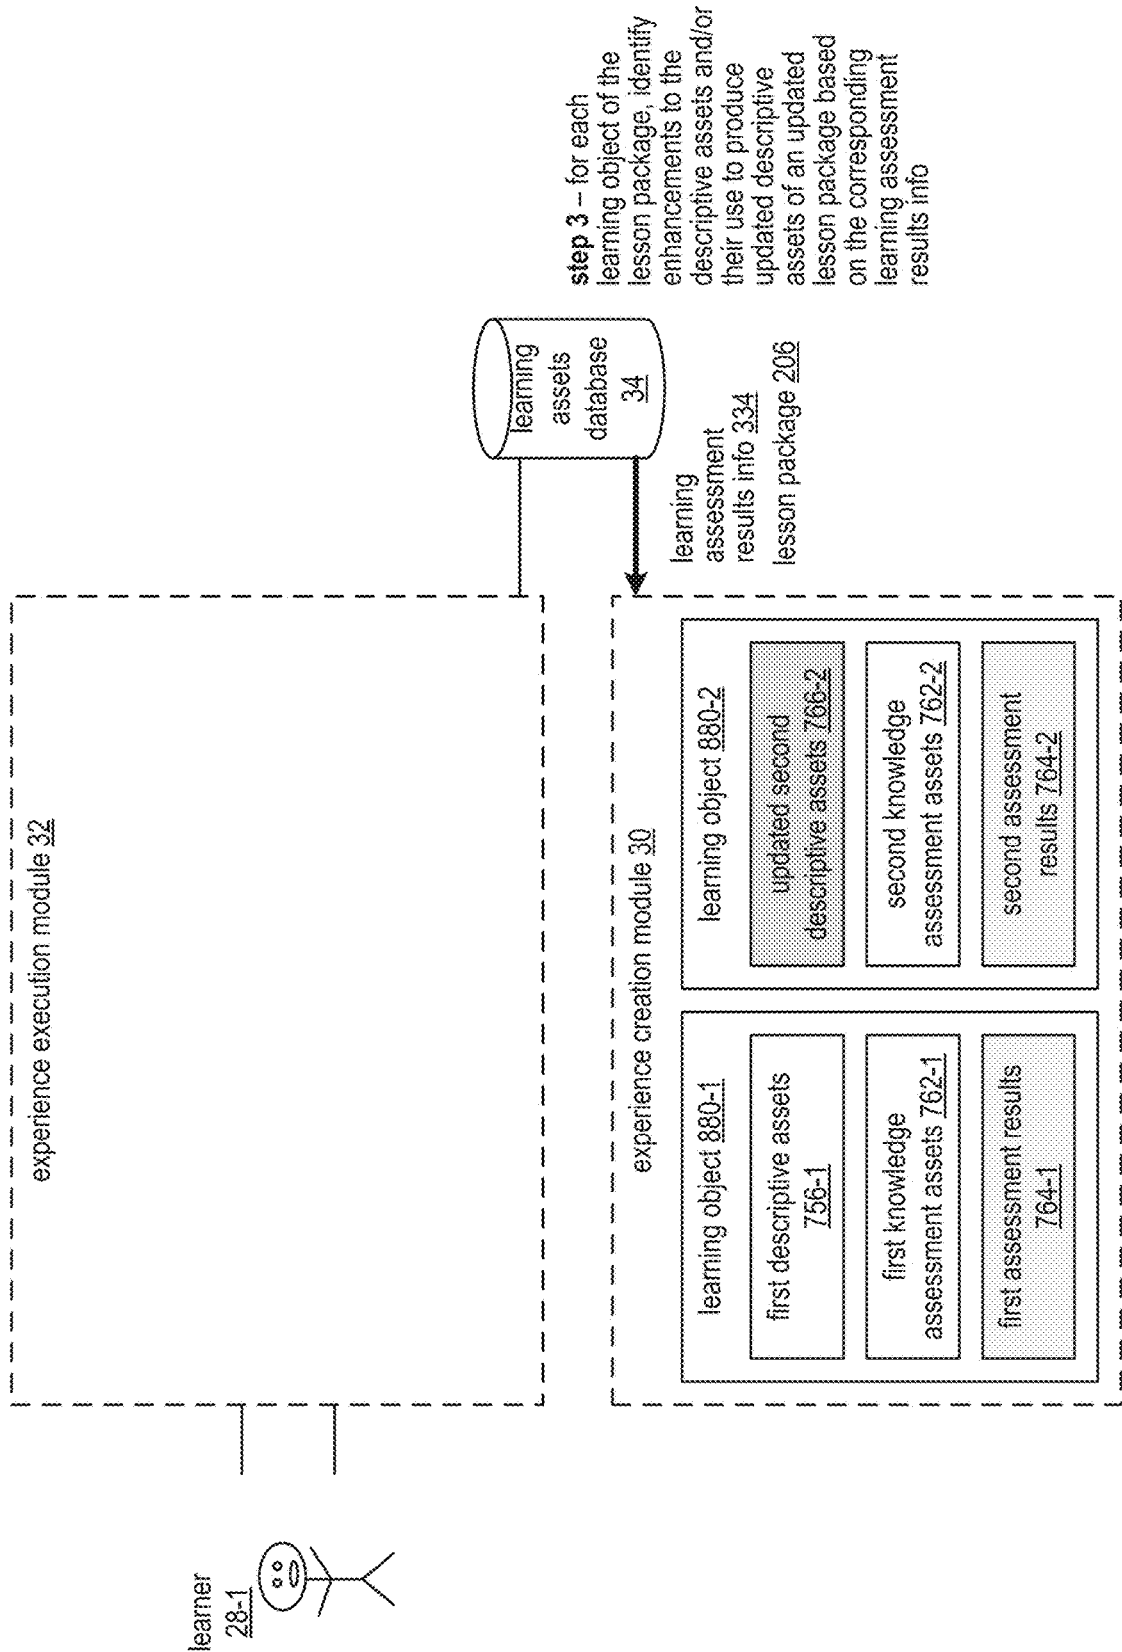 learner
28-1
experience execution module 32
learning
assets
database
34
experience creation module 30
learning object 880-1
first descriptive assets
756-1
first knowledge
assessment assets 762-1
first assessment results
764-1
learning object 880-2
updated second
descriptive assets 766-2
second knowledge
assessment assets 762-2
second assessment
results 764-2
learning
assessment
results info 334
lesson package 206
step 3 – for each
learning object of the
lesson package, identify
enhancements to the
descriptive assets and/or
their use to produce
updated descriptive
assets of an updated
lesson package based
on the corresponding
learning assessment
results info